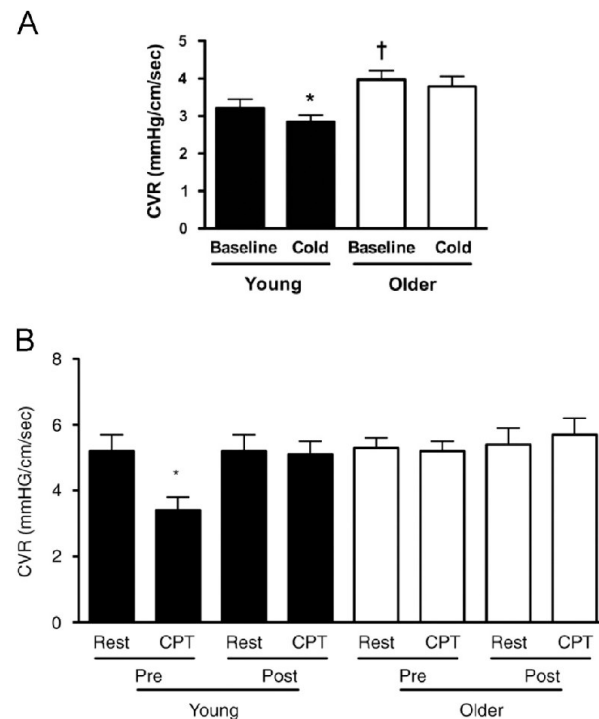 A
CVR (mmHg/cm/sec)
5
4
3
2
1
0
*
†
Baseline Cold Baseline Cold
Young Older
B
CVR (mmHG/cm/sec)
8
6
4
2
0
*
Rest CPT Rest CPT Rest CPT Rest CPT
Pre Post Pre Post
Young Older